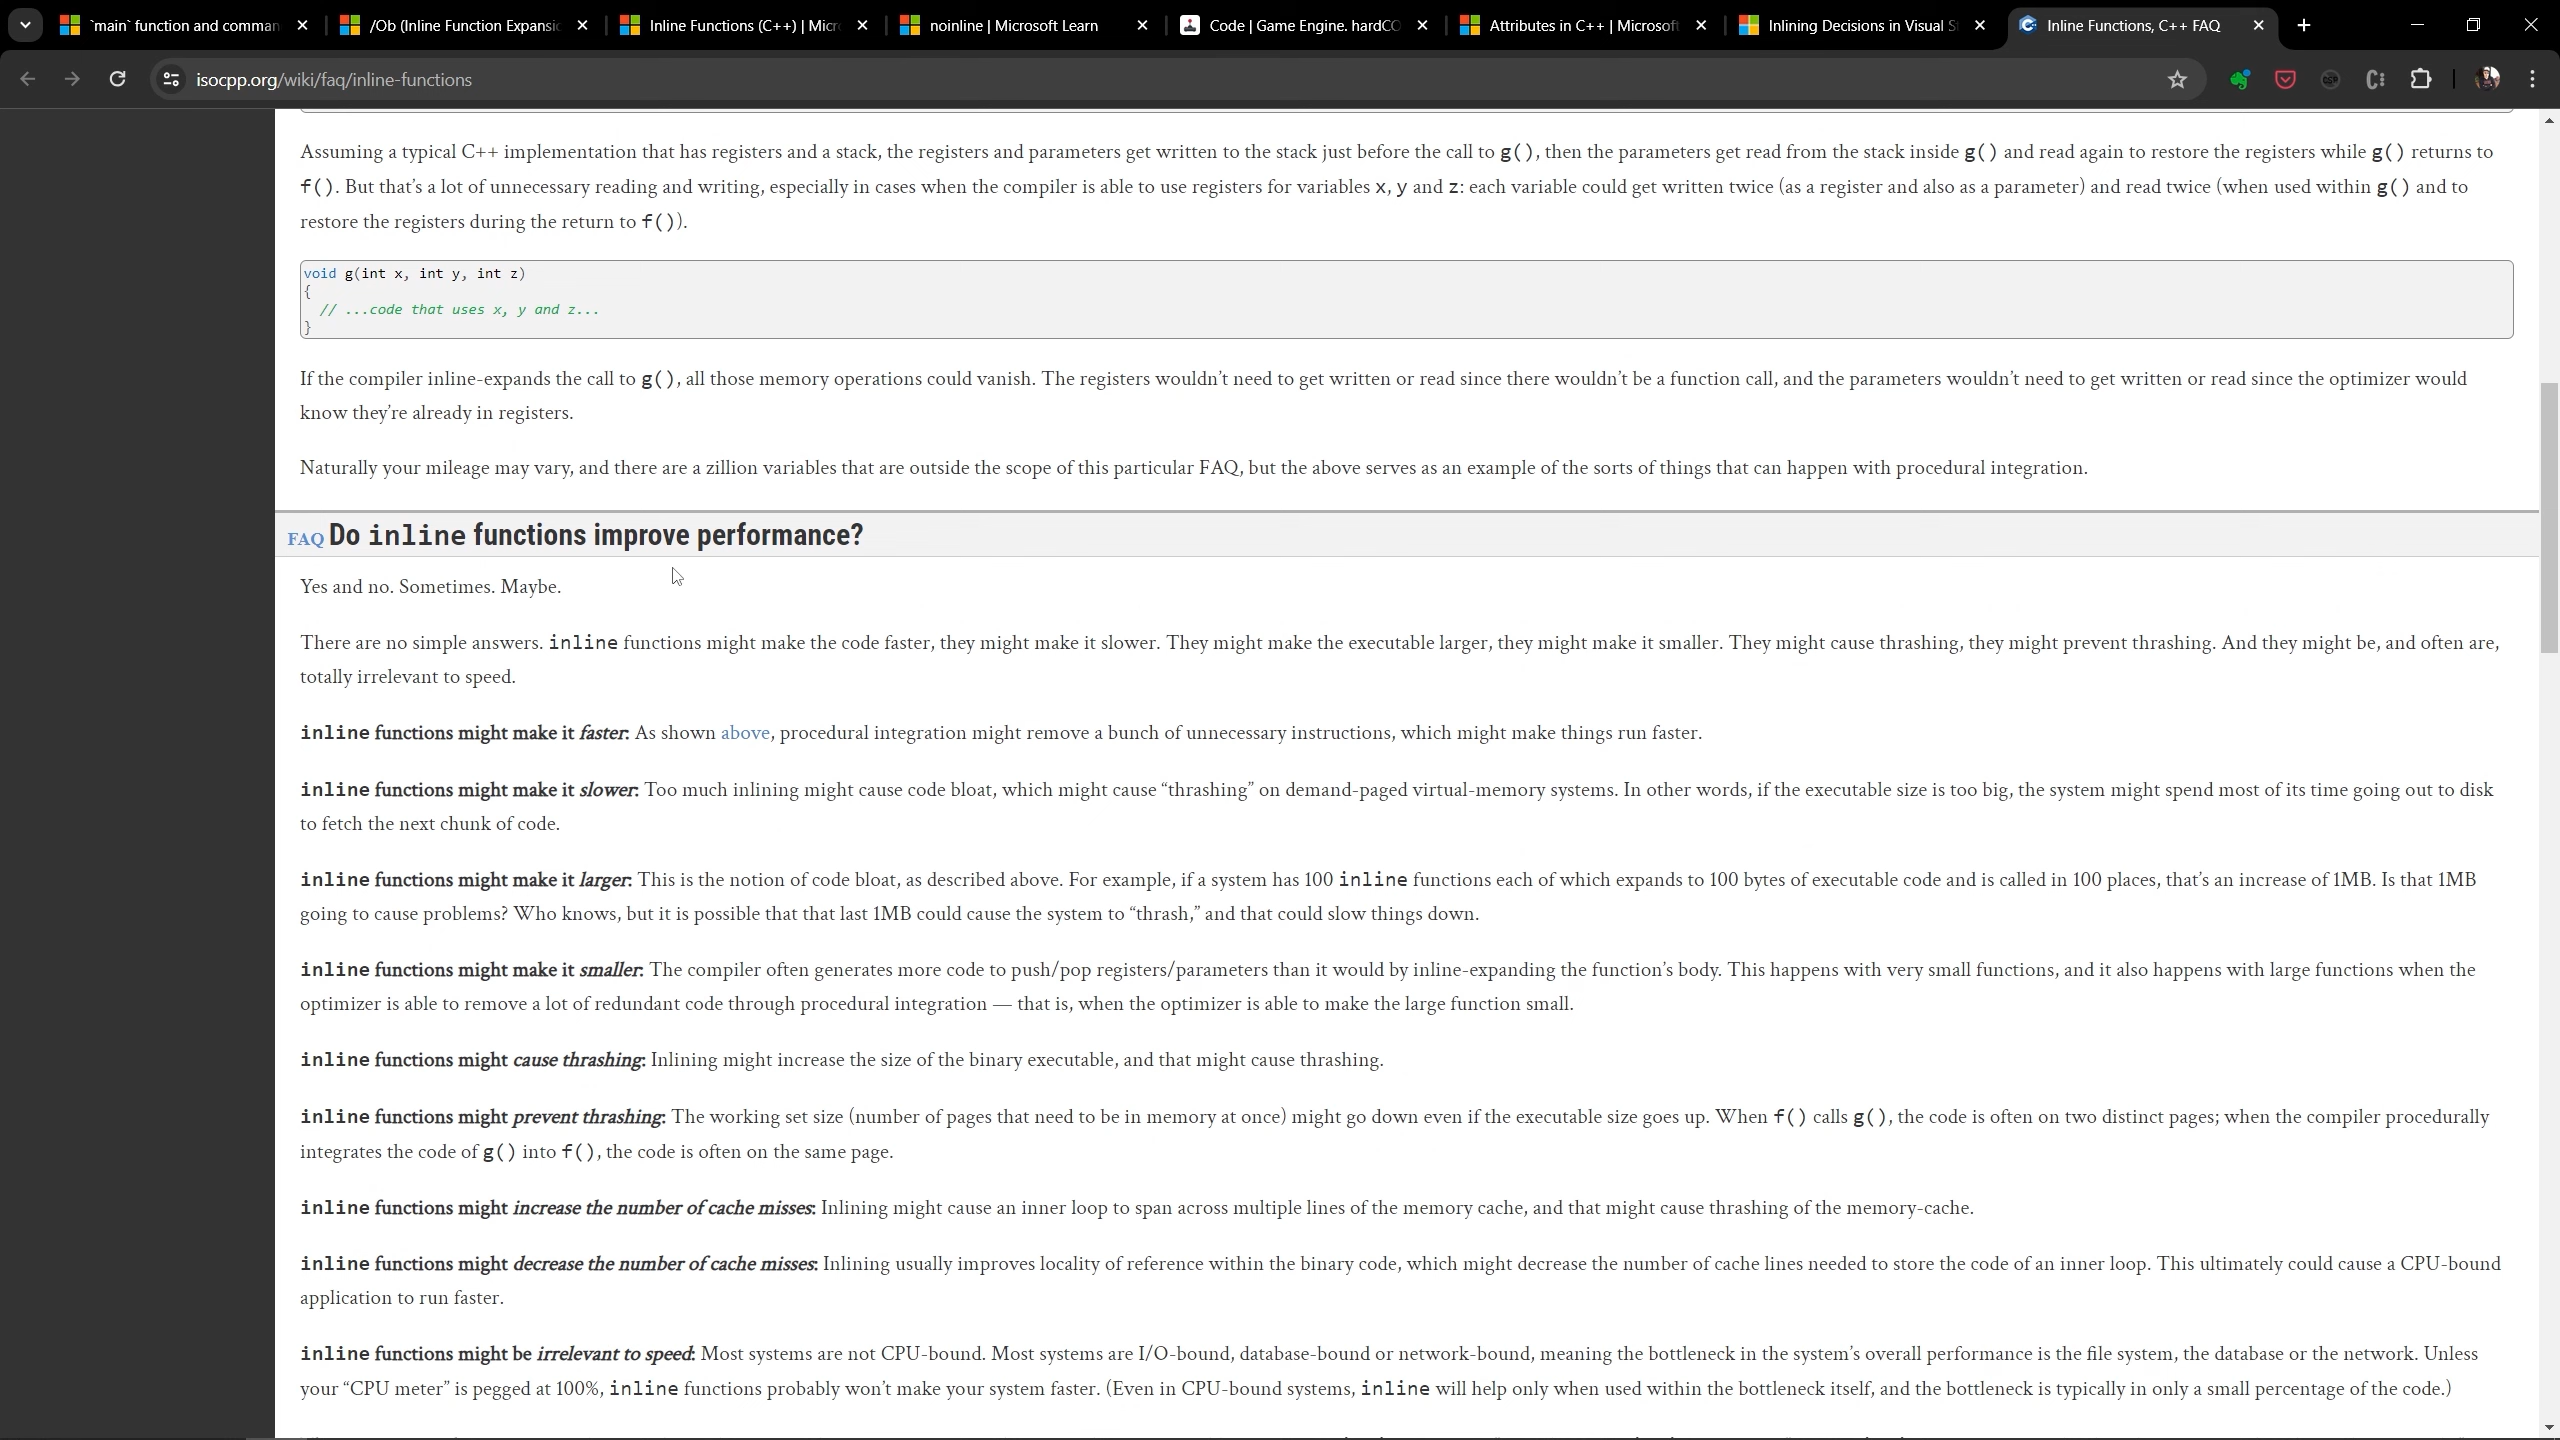 `main` function and comman
/Ob (Inline Function Expansic
Inline Functions (C++) | Micr
noinline | Microsoft Learn
Code | Game Engine. hardCO
Attributes in C++ | Microsoft
Inlining Decisions in Visual S
Inline Functions, C++ FAQ
isocpp.org/wiki/faq/inline-functions
Assuming a typical C++ implementation that has registers and a stack, the registers and parameters get written to the stack just before the call to g(), then the parameters get read from the stack inside g() and read again to restore the registers while g() returns to
f(). But that’s a lot of unnecessary reading and writing, especially in cases when the compiler is able to use registers for variables x, y and z: each variable could get written twice (as a register and also as a parameter) and read twice (when used within g() and to
restore the registers during the return to f()).
void g(int x, int y, int z)
{
// ...code that uses x, y and z...
}
If the compiler inline-expands the call to g(), all those memory operations could vanish. The registers wouldn’t need to get written or read since there wouldn’t be a function call, and the parameters wouldn’t need to get written or read since the optimizer would
know they’re already in registers.
Naturally your mileage may vary, and there are a zillion variables that are outside the scope of this particular FAQ, but the above serves as an example of the sorts of things that can happen with procedural integration.
FAQ Do inline functions improve performance?
Yes and no. Sometimes. Maybe.
There are no simple answers. inline functions might make the code faster, they might make it slower. They might make the executable larger, they might make it smaller. They might cause thrashing, they might prevent thrashing. And they might be, and often are,
totally irrelevant to speed.
inline functions might make it faster: As shown above, procedural integration might remove a bunch of unnecessary instructions, which might make things run faster.
inline functions might make it slower: Too much inlining might cause code bloat, which might cause “thrashing” on demand-paged virtual-memory systems. In other words, if the executable size is too big, the system might spend most of its time going out to disk
to fetch the next chunk of code.
inline functions might make it larger: This is the notion of code bloat, as described above. For example, if a system has 100 inline functions each of which expands to 100 bytes of executable code and is called in 100 places, that’s an increase of 1MB. Is that 1MB
going to cause problems? Who knows, but it is possible that that last 1MB could cause the system to “thrash,” and that could slow things down.
inline functions might make it smaller: The compiler often generates more code to push/pop registers/parameters than it would by inline-expanding the function’s body. This happens with very small functions, and it also happens with large functions when the
optimizer is able to remove a lot of redundant code through procedural integration — that is, when the optimizer is able to make the large function small.
inline functions might cause thrashing: Inlining might increase the size of the binary executable, and that might cause thrashing.
inline functions might prevent thrashing: The working set size (number of pages that need to be in memory at once) might go down even if the executable size goes up. When f() calls g(), the code is often on two distinct pages; when the compiler procedurally
integrates the code of g() into f(), the code is often on the same page.
inline functions might increase the number of cache misses: Inlining might cause an inner loop to span across multiple lines of the memory cache, and that might cause thrashing of the memory-cache.
inline functions might decrease the number of cache misses: Inlining usually improves locality of reference within the binary code, which might decrease the number of cache lines needed to store the code of an inner loop. This ultimately could cause a CPU-bound
application to run faster.
inline functions might be irrelevant to speed: Most systems are not CPU-bound. Most systems are I/O-bound, database-bound or network-bound, meaning the bottleneck in the system’s overall performance is the file system, the database or the network. Unless
your “CPU meter” is pegged at 100%, inline functions probably won’t make your system faster. (Even in CPU-bound systems, inline will help only when used within the bottleneck itself, and the bottleneck is typically in only a small percentage of the code.)